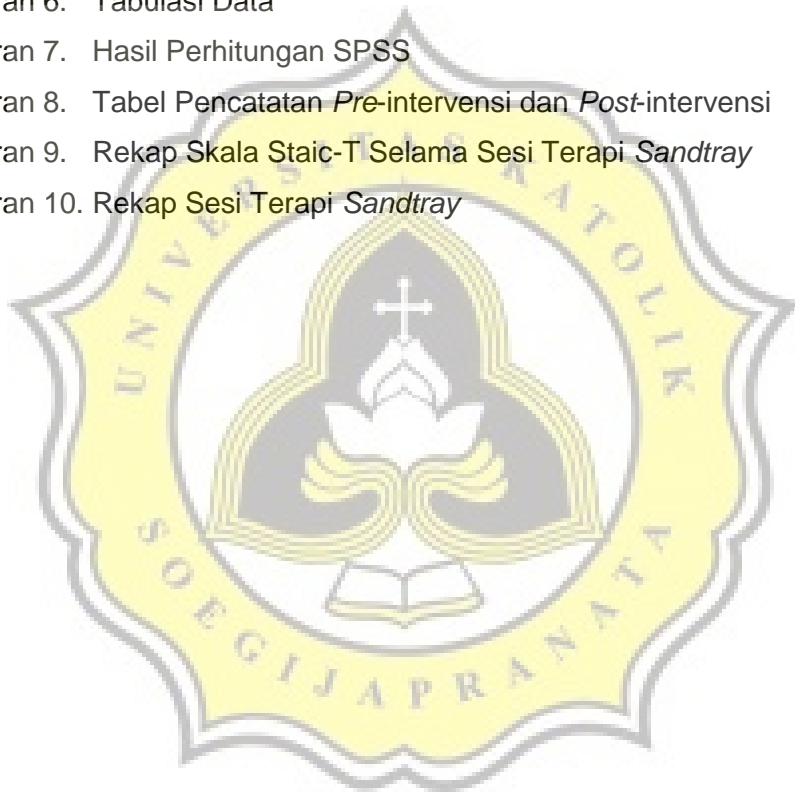 ran 6. Tabulasi Data
ran 7. Hasil Perhitungan SPSS
ran 8. Tabel Pencatatan Pre-intervensi dan Post-intervensi
ran 9. Rekap Skala Staic-T Selama Sesi Terapi Sandtray
ran 10. Rekap Sesi Terapi Sandtray
UNIVERSITAS KATOLIK
SOEGIJAPRANATA